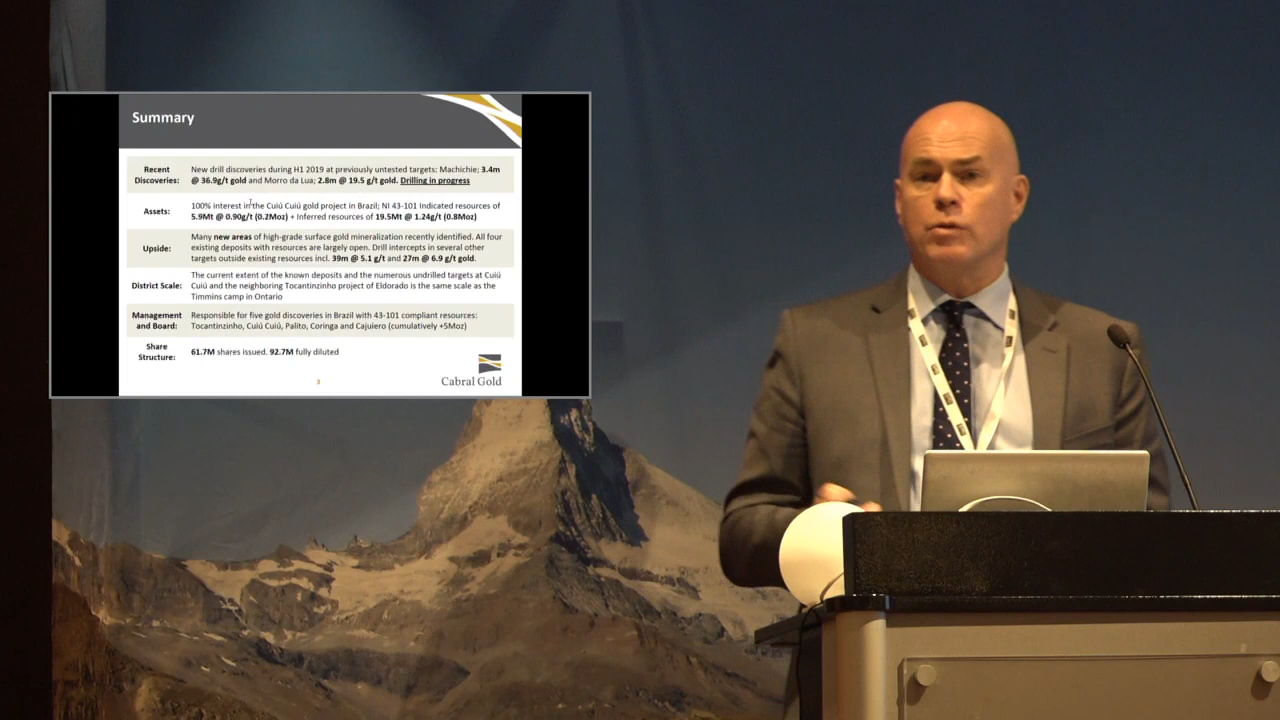 Summary
Recent
Discoveries:
New drill discoveries during H1 2019 at previously untested targets: Machichie; 3.4m
@ 36.9g/t gold and Morro da Lua; 2.8m @ 19.5 g/t gold. Drilling in progress
Assets:
100% interest in the Cuiú Cuiú gold project in Brazil; NI 43-101 Indicated resources of
5.9Mt @ 0.90g/t (0.2Moz) + Inferred resources of 19.5Mt @ 1.24g/t (0.8Moz)
Upside:
Many new areas of high-grade surface gold mineralization recently identified. All four
existing deposits with resources are largely open. Drill intercepts in several other
targets outside existing resources incl. 39m @ 5.1 g/t and 27m @ 6.9 g/t gold.
District Scale:
The current extent of the known deposits and the numerous undrilled targets at Cuiú
Cuiú and the neighboring Tocantinzinho project of Eldorado is the same scale as the
Timmins camp in Ontario
Management
and Board:
Responsible for five gold discoveries in Brazil with 43-101 compliant resources:
Tocantinzinho, Cuiú Cuiú, Palito, Coringa and Cajuiero (cumulatively +5Moz)
Share
Structure:
61.7M shares issued. 92.7M fully diluted
Cabral Gold